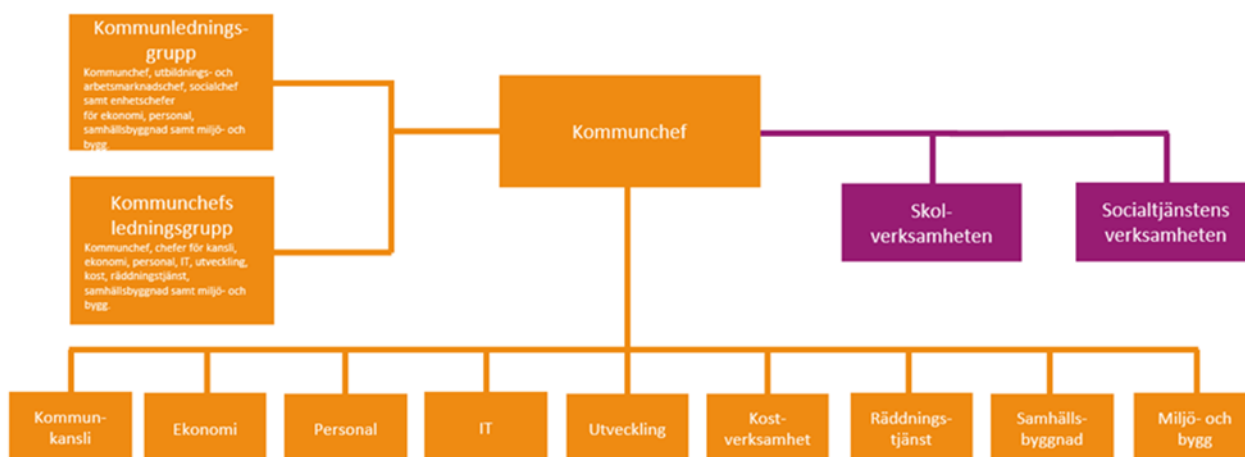 Kommunlednings-
grupp
Kommunchef, utbildnings- och
arbetsmarknadschef, socialchef
samt enhetschefer
för ekonomi, personal,
samhällsbyggnad samt miljö- och
bygg.
Kommunchefs
ledningsgrupp
Kommunchef, chefer för kansli,
ekonomi, personal, IT, utveckling,
kost, räddningstjänst,
samhällsbyggnad samt miljö- och
bygg.
Kommunchef
Skol-
verksamheten
Socialtjänstens
verksamheten
Kommun-
kansli
Ekonomi
Personal
IT
Utveckling
Kost-
verksamhet
Räddnings-
tjänst
Samhälls-
byggnad
Miljö- och
bygg